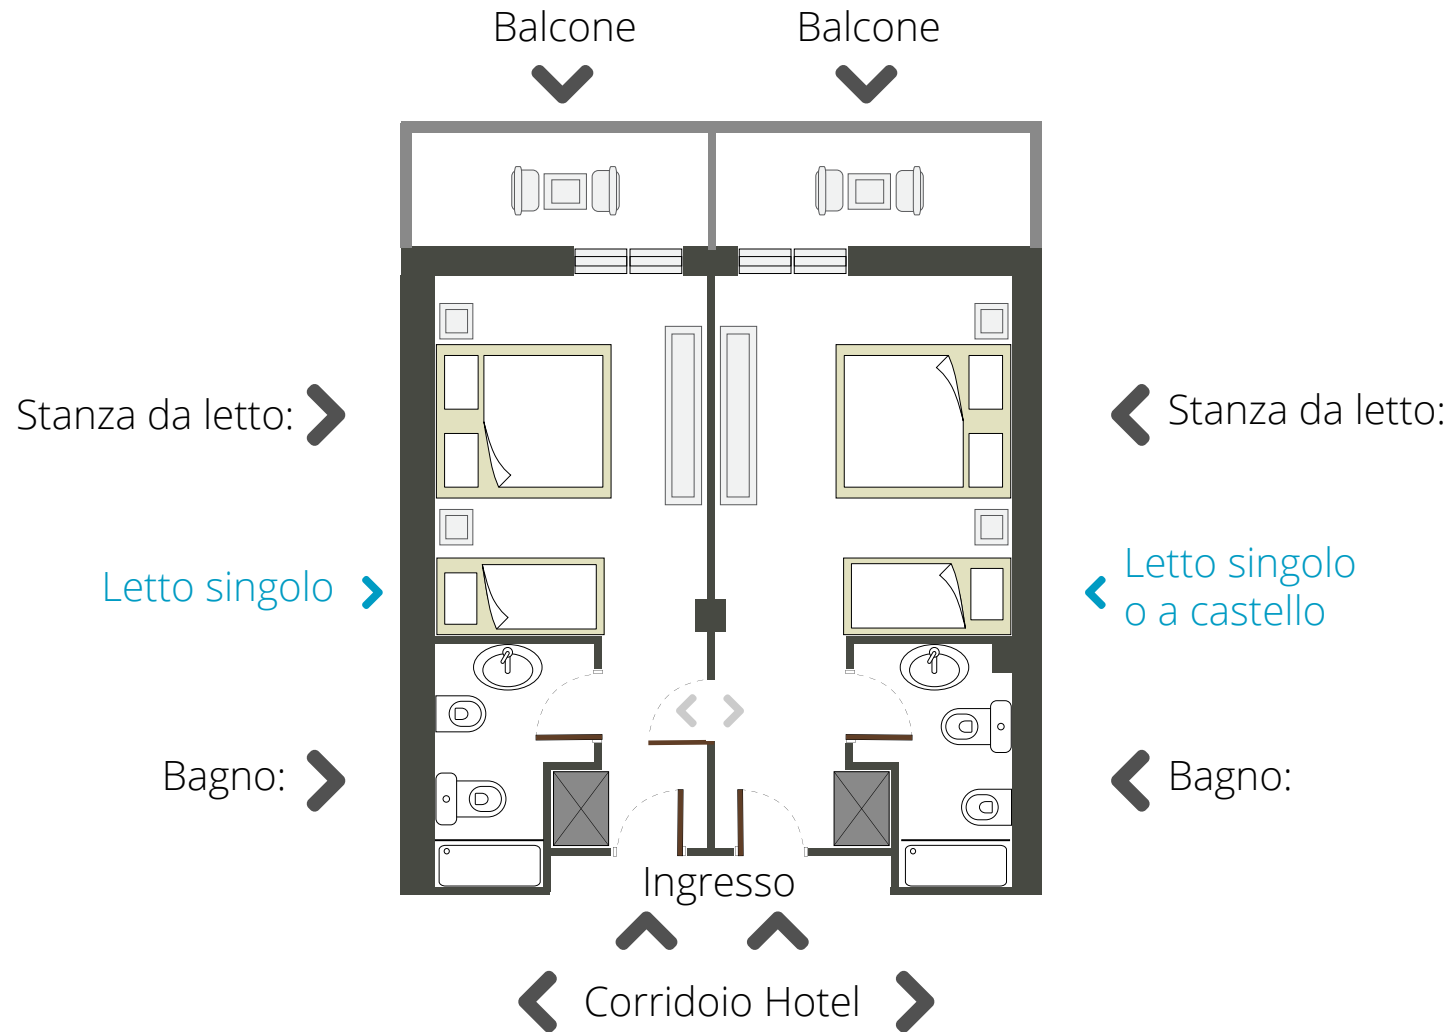 Balcone
Balcone
Stanza da letto:
Stanza da letto:
Letto singolo
Letto singolo
o a castello
Bagno:
Bagno:
Ingresso
Corridoio Hotel